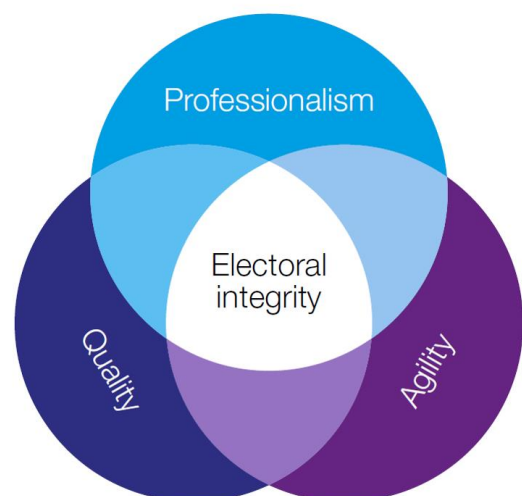 Professionalism
Electoral
integrity
Quality
Agility